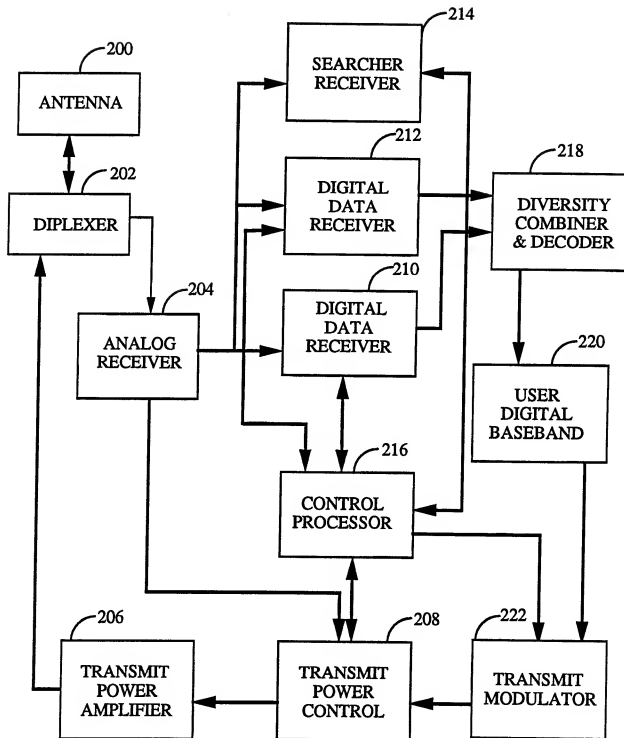 214
SEARCHER
RECEIVER
200
ANTENNA
212
DIGITAL
DATA
RECEIVER
218
DIVERSITY
COMBINER
& DECODER
202
DIPLEXER
204
ANALOG
RECEIVER
210
DIGITAL
DATA
RECEIVER
220
USER
DIGITAL
BASEBAND
216
CONTROL
PROCESSOR
206
TRANSMIT
POWER
AMPLIFIER
208
TRANSMIT
POWER
CONTROL
222
TRANSMIT
MODULATOR